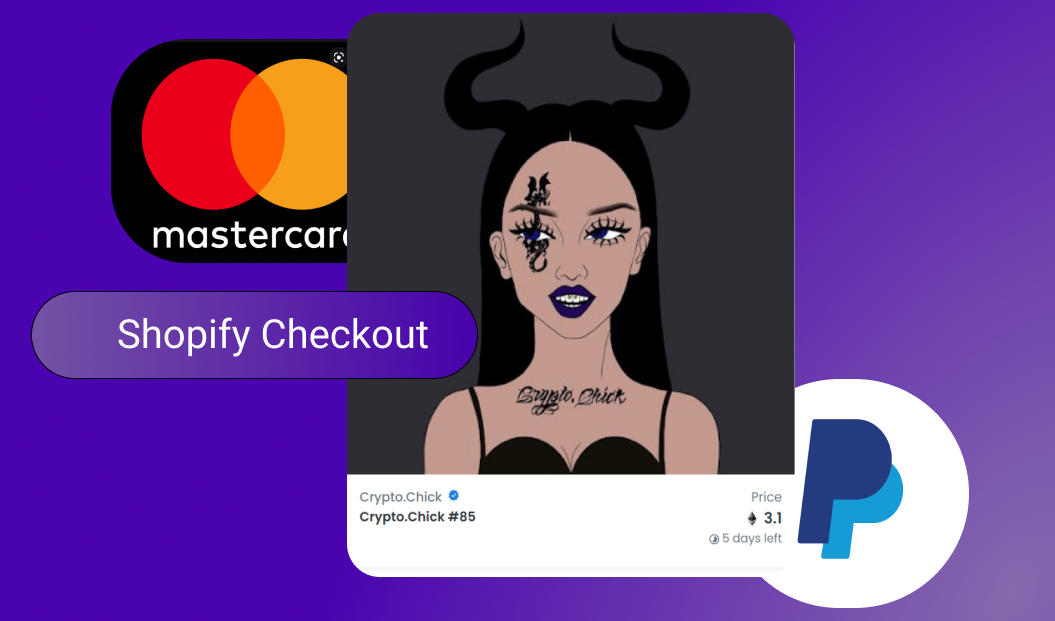 mastercard
Shopify Checkout
Crypto.Chick
Crypto.Chick
Price
Crypto.Chick #85
3.1
5 days left